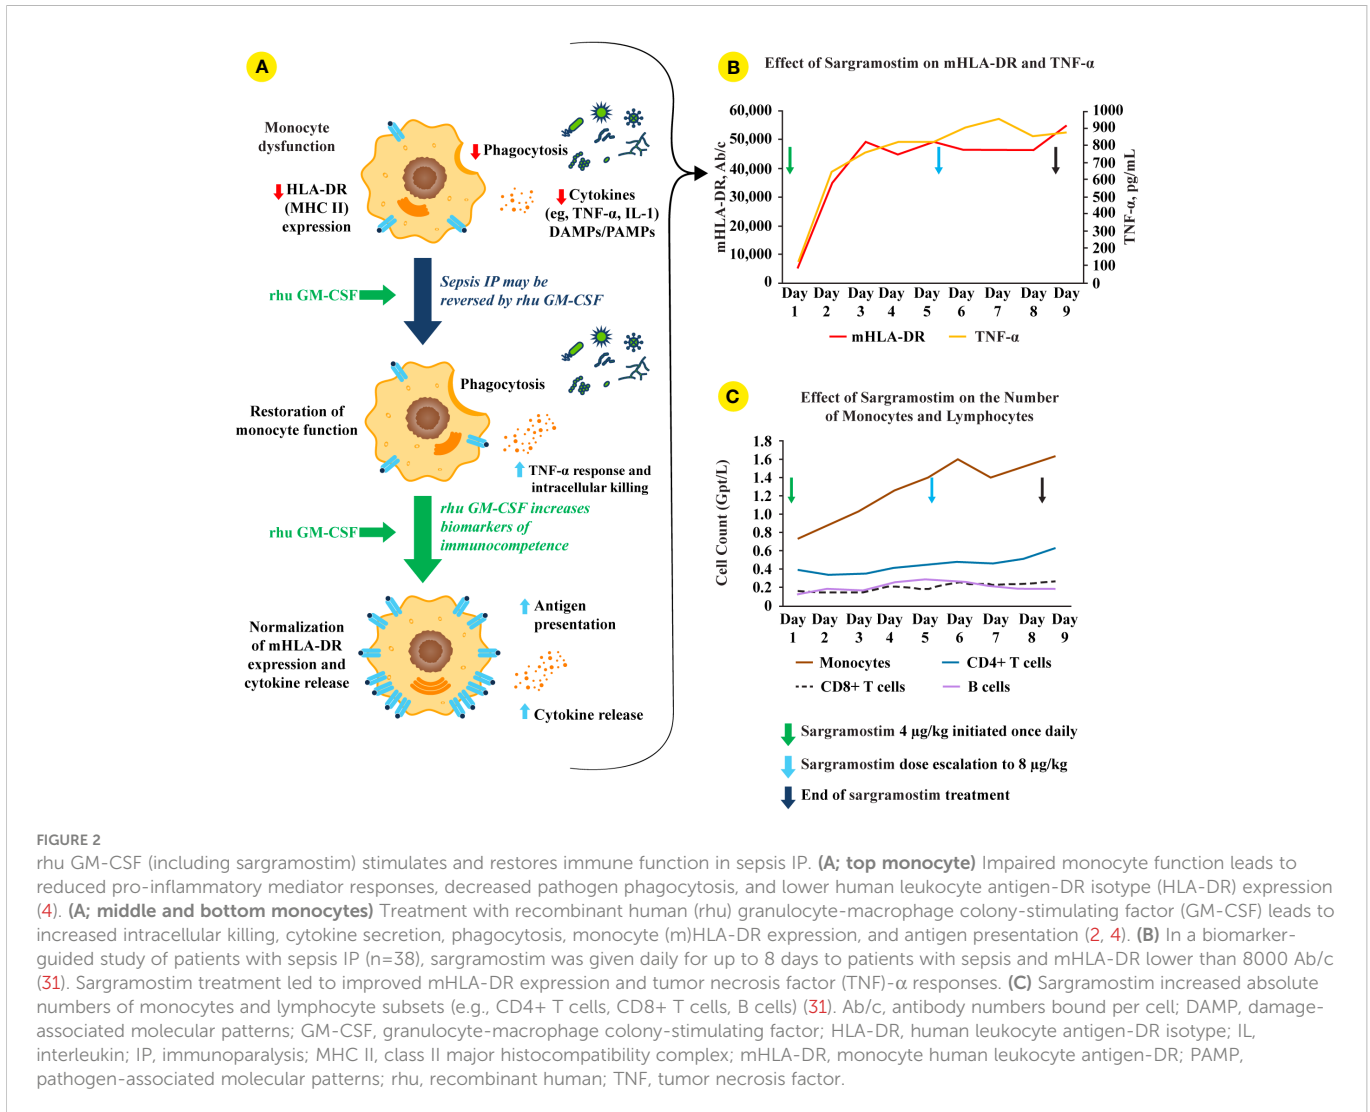 A
Monocyte
dysfunction
HLA-DR
(MHC II)
expression
Phagocytosis
Cytokines
(eg, TNF-α, IL-1)
DAMPs/PAMPs
rhu GM-CSF
Sepsis IP may be
reversed by rhu GM-CSF
Restoration of
monocyte function
Phagocytosis
TNF-α response and
intracellular killing
rhu GM-CSF
rhu GM-CSF increases
biomarkers of
immunocompetence
Normalization
of mHLA-DR
expression and
cytokine release
Antigen
presentation
Cytokine release
B
Effect of Sargramostim on mHLA-DR and TNF-α
mHLA-DR, Ab/c
60,000
50,000
40,000
30,000
20,000
10,000
0
1000
900
800
700
600
500
400
300
200
100
0
TNF-α, pg/mL
Day Day Day Day Day Day Day Day Day
1 2 3 4 5 6 7 8 9
mHLA-DR TNF-α
C
Effect of Sargramostim on the Number
of Monocytes and Lymphocytes
Cell Count (Gpt/L)
1.8
1.6
1.4
1.2
1.0
0.8
0.6
0.4
0.2
0
Day Day Day Day Day Day Day Day Day
1 2 3 4 5 6 7 8 9
Monocytes CD4+ T cells
CD8+ T cells B cells
Sargramostim 4 µg/kg initiated once daily
Sargramostim dose escalation to 8 µg/kg
End of sargramostim treatment
FIGURE 2
rhu GM-CSF (including sargramostim) stimulates and restores immune function in sepsis IP. (A; top monocyte) Impaired monocyte function leads to
reduced pro-inflammatory mediator responses, decreased pathogen phagocytosis, and lower human leukocyte antigen-DR isotype (HLA-DR) expression
(4). (A; middle and bottom monocytes) Treatment with recombinant human (rhu) granulocyte-macrophage colony-stimulating factor (GM-CSF) leads to
increased intracellular killing, cytokine secretion, phagocytosis, monocyte (m)HLA-DR expression, and antigen presentation (2, 4). (B) In a biomarker-
guided study of patients with sepsis IP (n=38), sargramostim was given daily for up to 8 days to patients with sepsis and mHLA-DR lower than 8000 Ab/c
(31). Sargramostim treatment led to improved mHLA-DR expression and tumor necrosis factor (TNF)-α responses. (C) Sargramostim increased absolute
numbers of monocytes and lymphocyte subsets (e.g., CD4+ T cells, CD8+ T cells, B cells) (31). Ab/c, antibody numbers bound per cell; DAMP, damage-
associated molecular patterns; GM-CSF, granulocyte-macrophage colony-stimulating factor; HLA-DR, human leukocyte antigen-DR isotype; IL,
interleukin; IP, immunoparalysis; MHC II, class II major histocompatibility complex; mHLA-DR, monocyte human leukocyte antigen-DR; PAMP,
pathogen-associated molecular patterns; rhu, recombinant human; TNF, tumor necrosis factor.